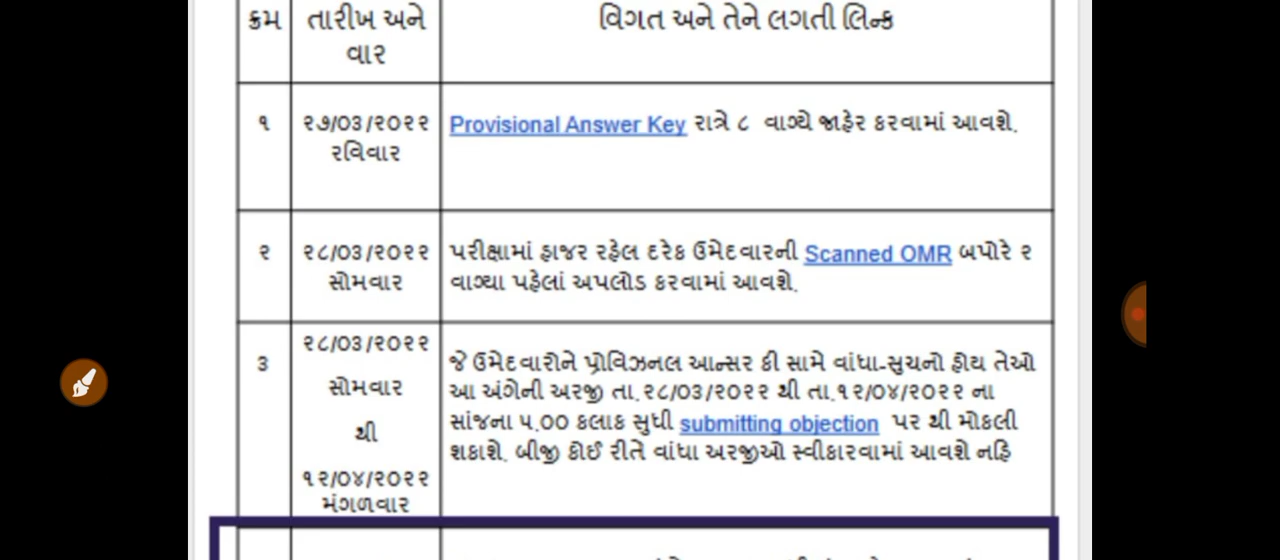 ક્રમ
તારીખ અને
વાર
વિગત અને તેને લગતી લિન્ક
૧
૨૭/03/૨૦૨૨
રવિવાર
Provisional Answer Key રાત્રે ૮ વાગ્યે જાહેર કરવામાં આવશે.
૨
૨૮/03/૨૦૨૨
સોમવાર
પરીક્ષામાં હાજર રહેલ દરેક ઉમેદવારની Scanned OMR બપોરે ૨
વાગ્યા પહેલાં અપલોડ કરવામાં આવશે.
3
૨૮/03/૨૦૨૨
સોમવાર
થી
૧૨/૦૪/૨૦૨૨
મંગળવાર
જે ઉમેદવારોને પ્રોવિઝનલ આન્સર કી સામે વાંધા-સુચનો હોય તેઓ
આ અંગેની અરજી તા.૨૮/03/૨૦૨૨ થી તા.૧૨/૦૪/૨૦૨૨ ના
સાંજના ૫.00 કલાક સુધી submitting objection પર થી મોકલી
શકાશે. બીજી કોઈ રીતે વાંધા અરજીઓ સ્વીકારવામાં આવશે નહિ